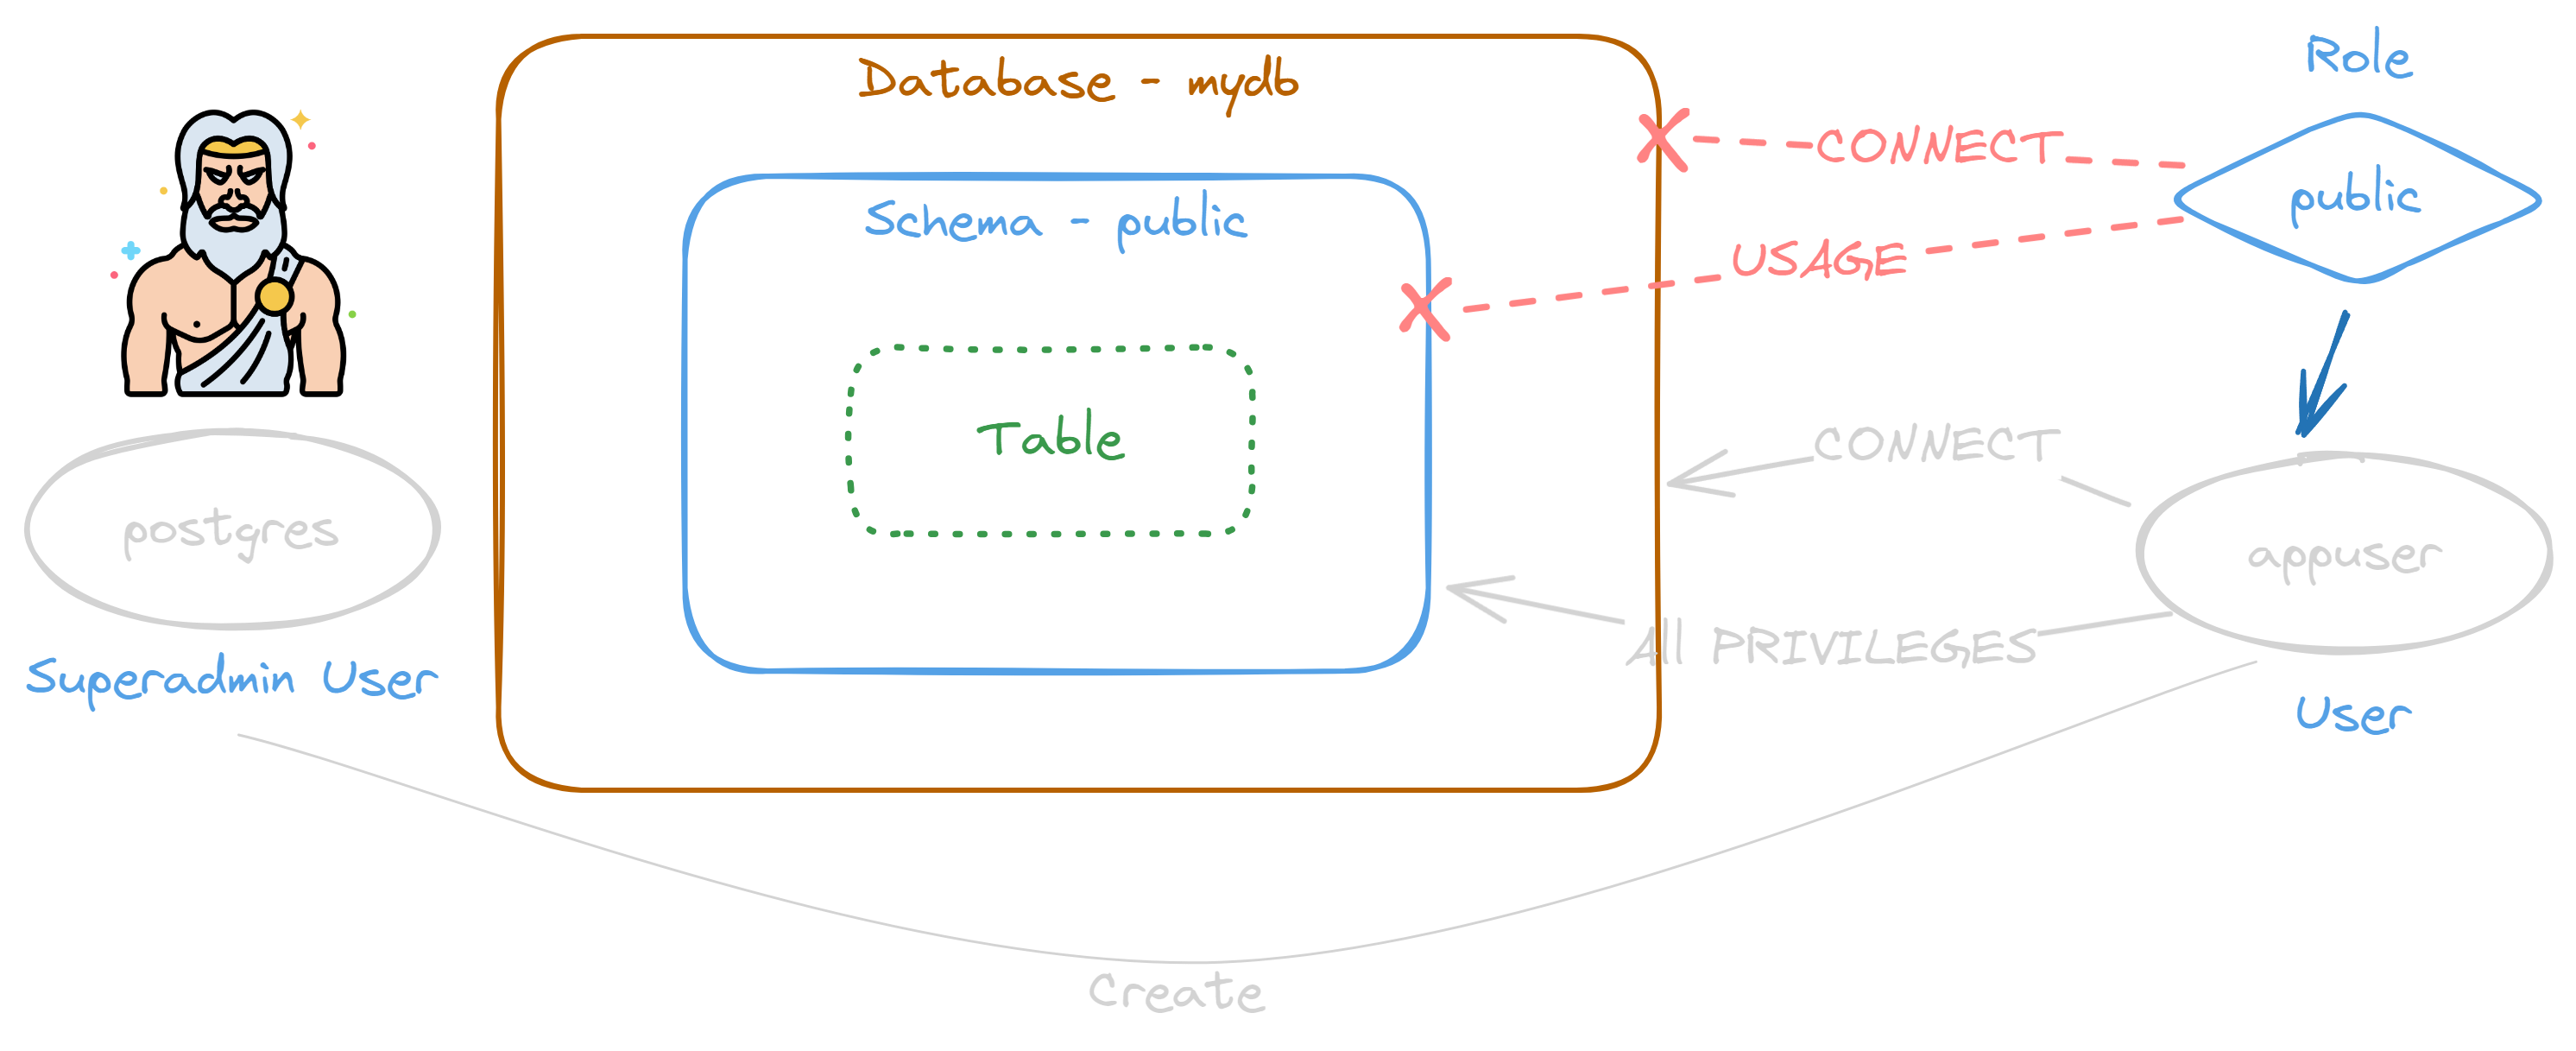 Role
Database - mydb
CONNECT
public
Schema - public
USAGE
Table
CONNECT
postgres
appuser
All PRIVILEGES
Superadmin User
User
Create